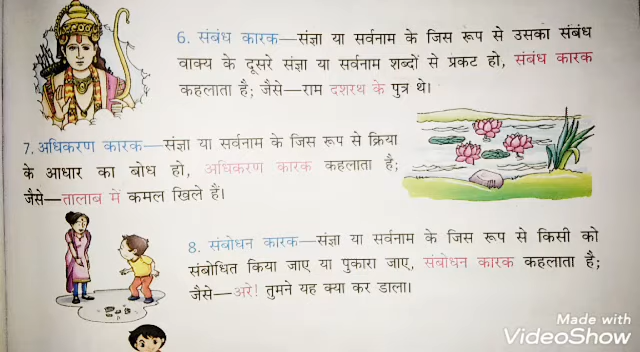 6. संबंध कारक—संज्ञा या सर्वनाम के जिस रूप से उसका संबंध
वाक्य के दूसरे संज्ञा या सर्वनाम शब्दों से प्रकट हो, संबंध कारक
कहलाता है; जैसे—राम दशरथ के पुत्र थे।
7. अधिकरण कारक—संज्ञा या सर्वनाम के जिस रूप से क्रिया
के आधार का बोध हो, अधिकरण कारक कहलाता है;
जैसे—तालाब में कमल खिले हैं।
8. संबोधन कारक—संज्ञा या सर्वनाम के जिस रूप से किसी को
संबोधित किया जाए या पुकारा जाए, संबोधन कारक कहलाता है;
जैसे—अरे! तुमने यह क्या कर डाला।
Made with
VideoShow